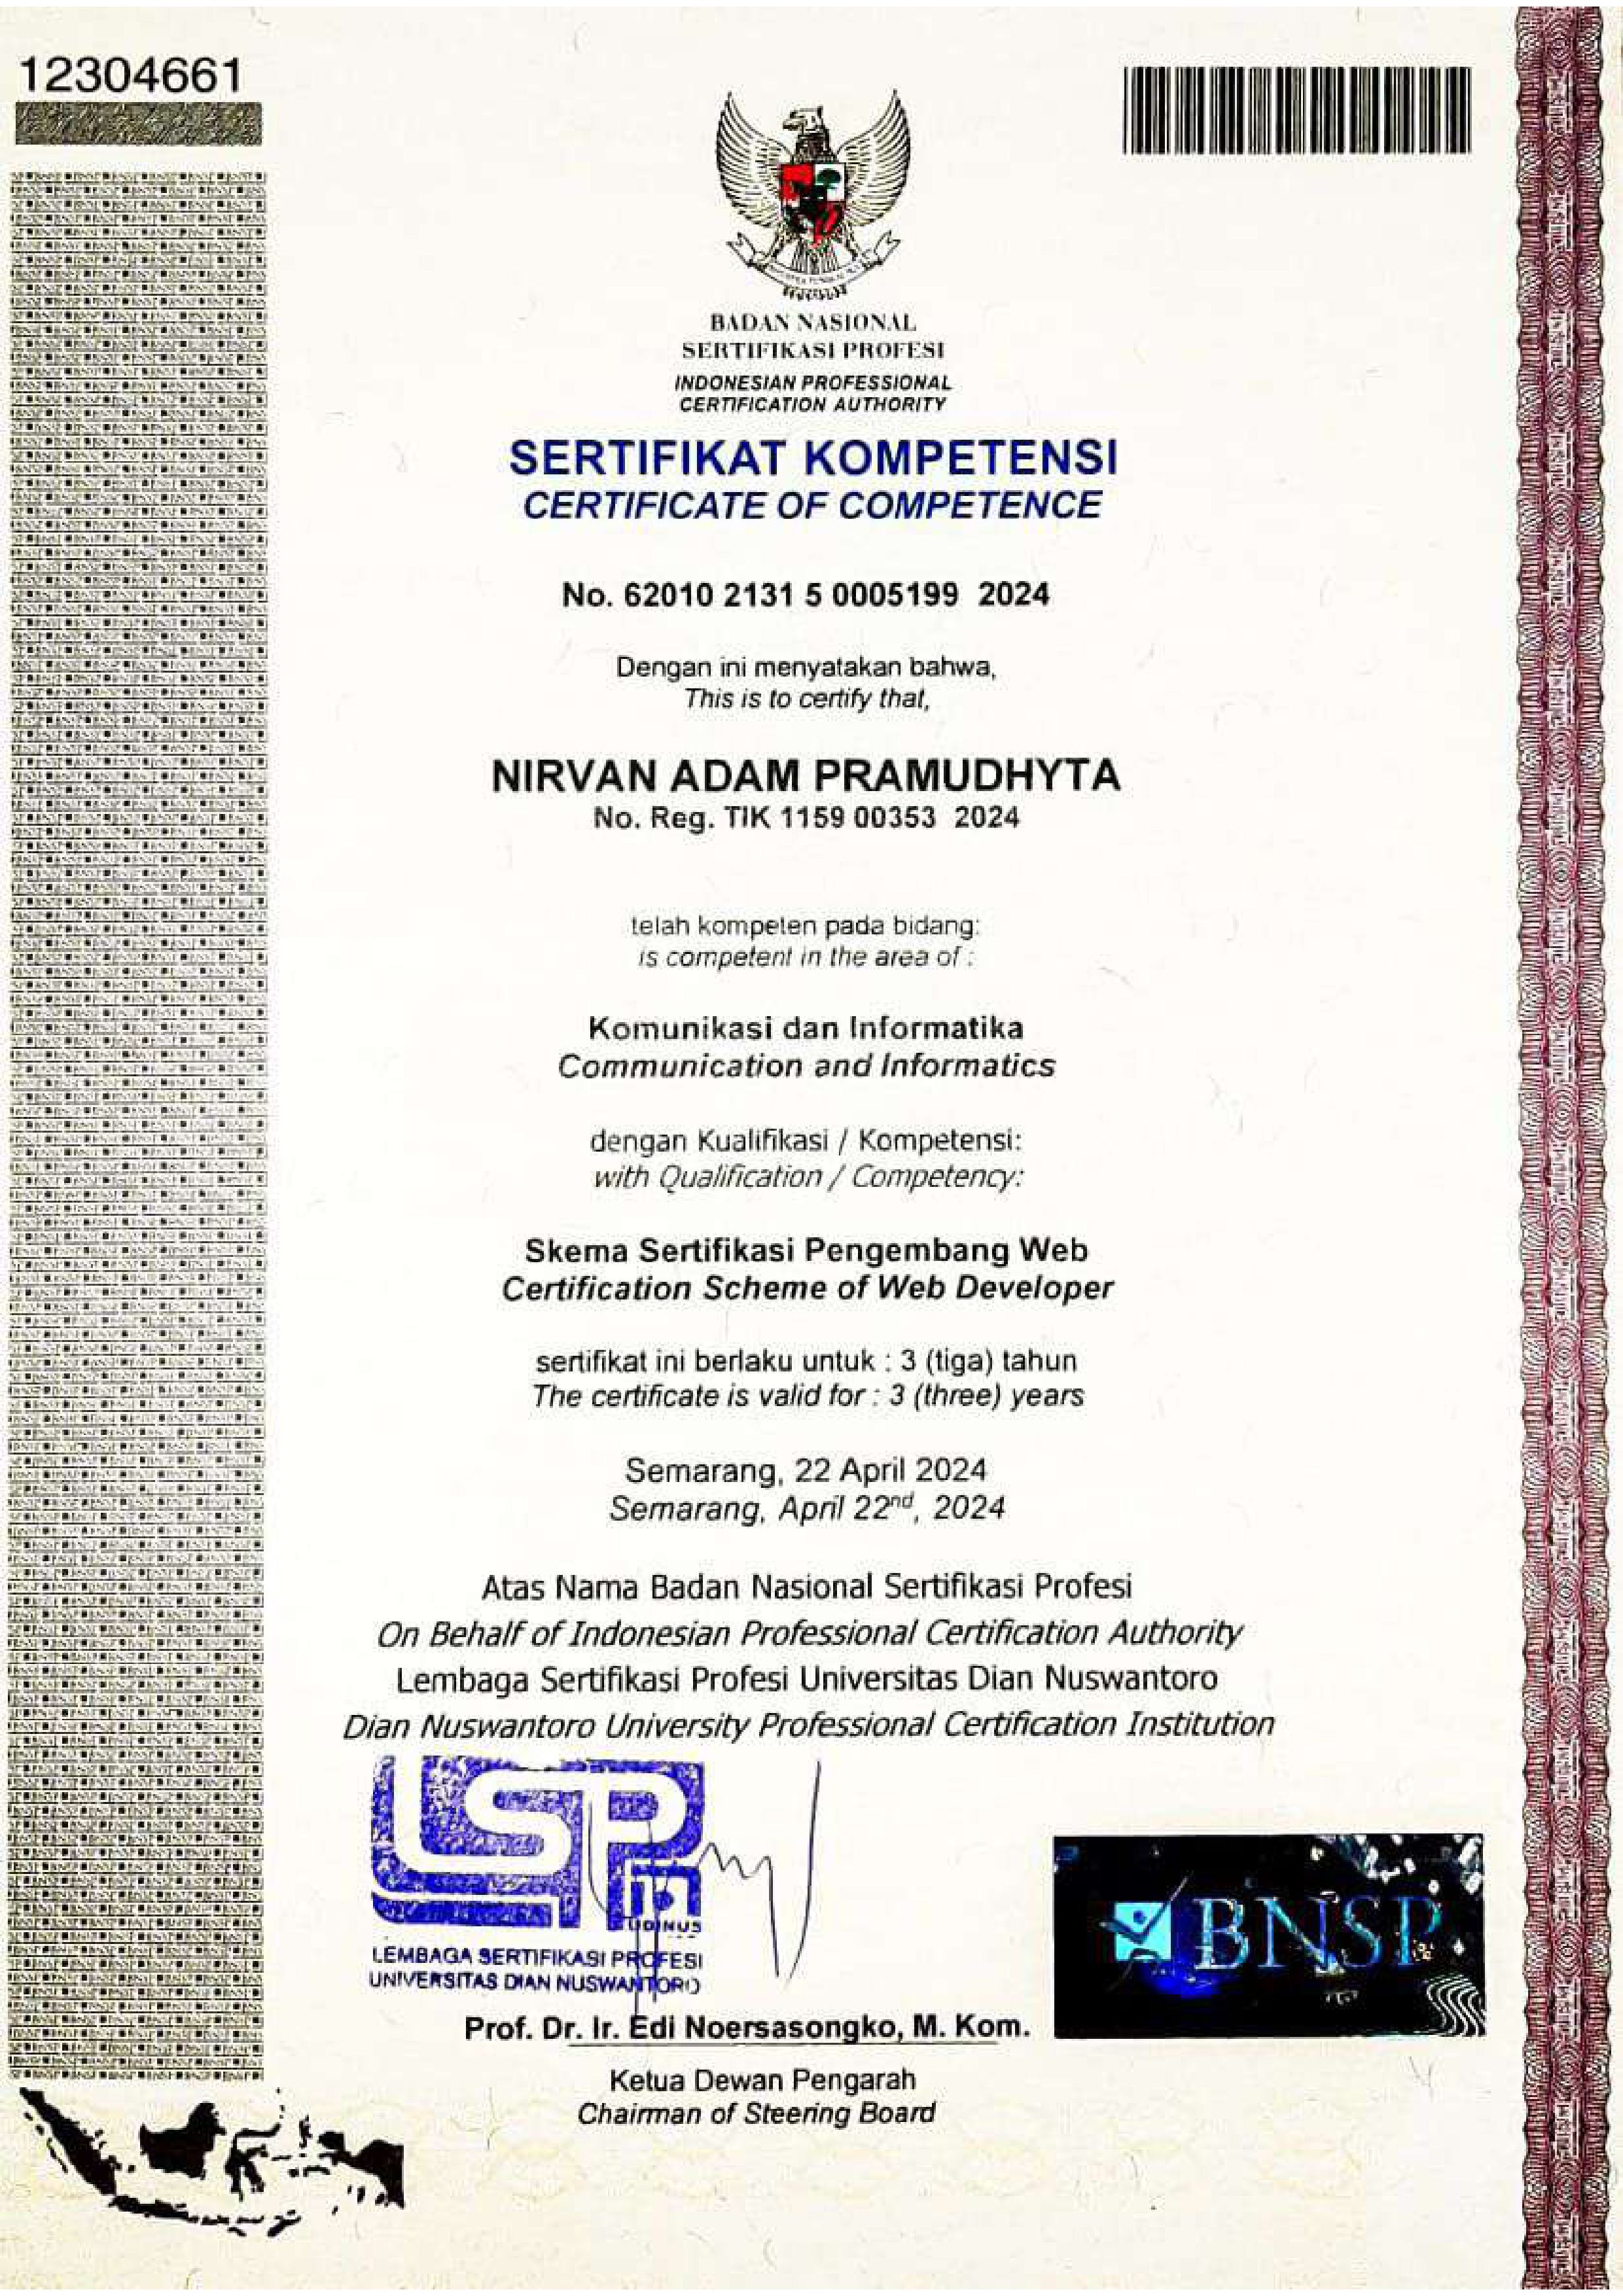 12304661
BADAN NASIONAL
SERTIFIKASI PROFESI
INDONESIAN PROFESSIONAL
CERTIFICATION AUTHORITY
SERTIFIKAT KOMPETENSI
CERTIFICATE OF COMPETENCE
No. 62010 2131 5 0005199 2024
Dengan ini menyatakan bahwa,
This is to certify that,
NIRVAN ADAM PRAMUDHYTA
No. Reg. TIK 1159 00353 2024
telah kompeten pada bidang:
is competent in the area of :
Komunikasi dan Informatika
Communication and Informatics
dengan Kualifikasi / Kompetensi:
with Qualification / Competency:
Skema Sertifikasi Pengembang Web
Certification Scheme of Web Developer
sertifikat ini berlaku untuk : 3 (tiga) tahun
The certificate is valid for : 3 (three) years
Semarang, 22 April 2024
Semarang, April 22nd, 2024
Atas Nama Badan Nasional Sertifikasi Profesi
On Behalf of Indonesian Professional Certification Authority
Lembaga Sertifikasi Profesi Universitas Dian Nuswantoro
Dian Nuswantoro University Professional Certification Institution
LSP
UDINUS
LEMBAGA SERTIFIKASI PROFESI
UNIVERSITAS DIAN NUSWANTORO
BNSP
Prof. Dr. Ir. Edi Noersasongko, M. Kom.
Ketua Dewan Pengarah
Chairman of Steering Board